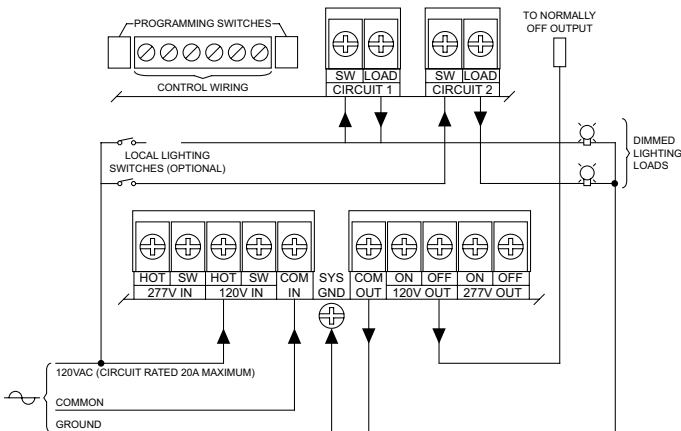 PROGRAMMING SWITCHES
CONTROL WIRING
TO NORMALLY
OFF OUTPUT
SW LOAD
CIRCUIT 1
SW LOAD
CIRCUIT 2
LOCAL LIGHTING
SWITCHES (OPTIONAL)
DIMMED
LIGHTING
LOADS
HOT SW HOT SW COM SYS COM ON OFF ON OFF
277V IN 120V IN IN GND OUT 120V OUT 277V OUT
120VAC (CIRCUIT RATED 20A MAXIMUM)
COMMON
GROUND